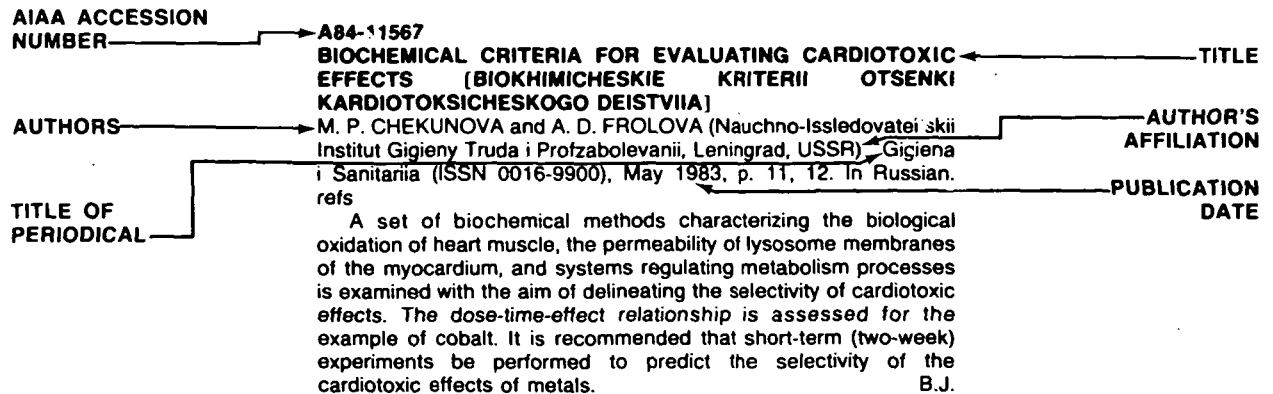 AIAA ACCESSION
NUMBER
A84-11567
BIOCHEMICAL CRITERIA FOR EVALUATING CARDIOTOXIC
EFFECTS [BIOKHIMICHESKIE KRITERII OTSENKI
KARDIOTOKSICHESKOGO DEISTVIIA]
TITLE
AUTHORS
M. P. CHEKUNOVA and A. D. FROLOVA (Nauchno-Issledovatel'skii
Institut Gigieny Truda i Profzabolevanii, Leningrad, USSR) Gigiena
i Sanitariia (ISSN 0016-9900), May 1983, p. 11, 12. In Russian.
refs
AUTHOR'S
AFFILIATION
PUBLICATION
DATE
TITLE OF
PERIODICAL
A set of biochemical methods characterizing the biological
oxidation of heart muscle, the permeability of lysosome membranes
of the myocardium, and systems regulating metabolism processes
is examined with the aim of delineating the selectivity of cardiotoxic
effects. The dose-time-effect relationship is assessed for the
example of cobalt. It is recommended that short-term (two-week)
experiments be performed to predict the selectivity of the
cardiotoxic effects of metals. B.J.